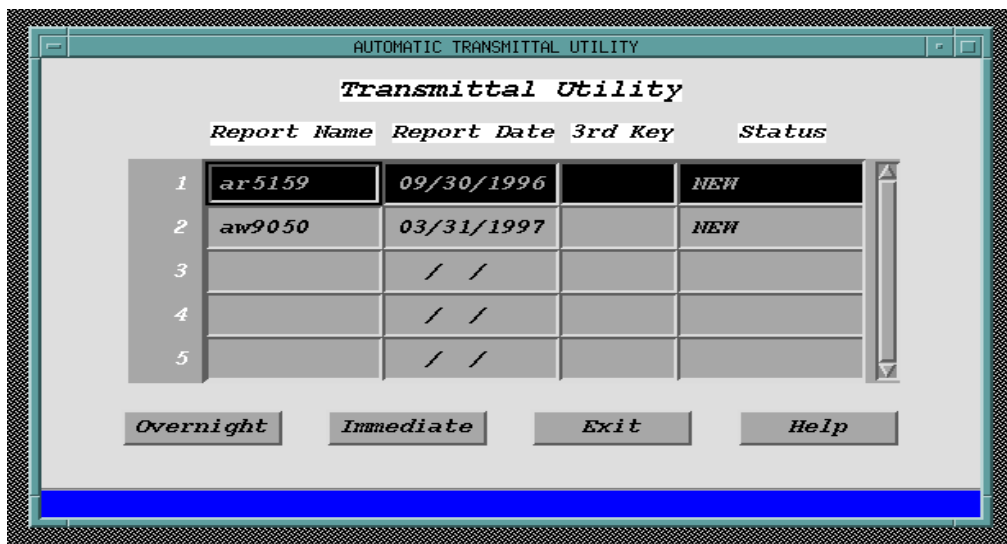 AUTOMATIC TRANSMITTAL UTILITY
Transmittal Utility
Report Name Report Date 3rd Key Status
1 ar5159 09/30/1996 NEW
2 aw9050 03/31/1997 NEW
3 / /
4 / /
5 / /
Overnight Immediate Exit Help